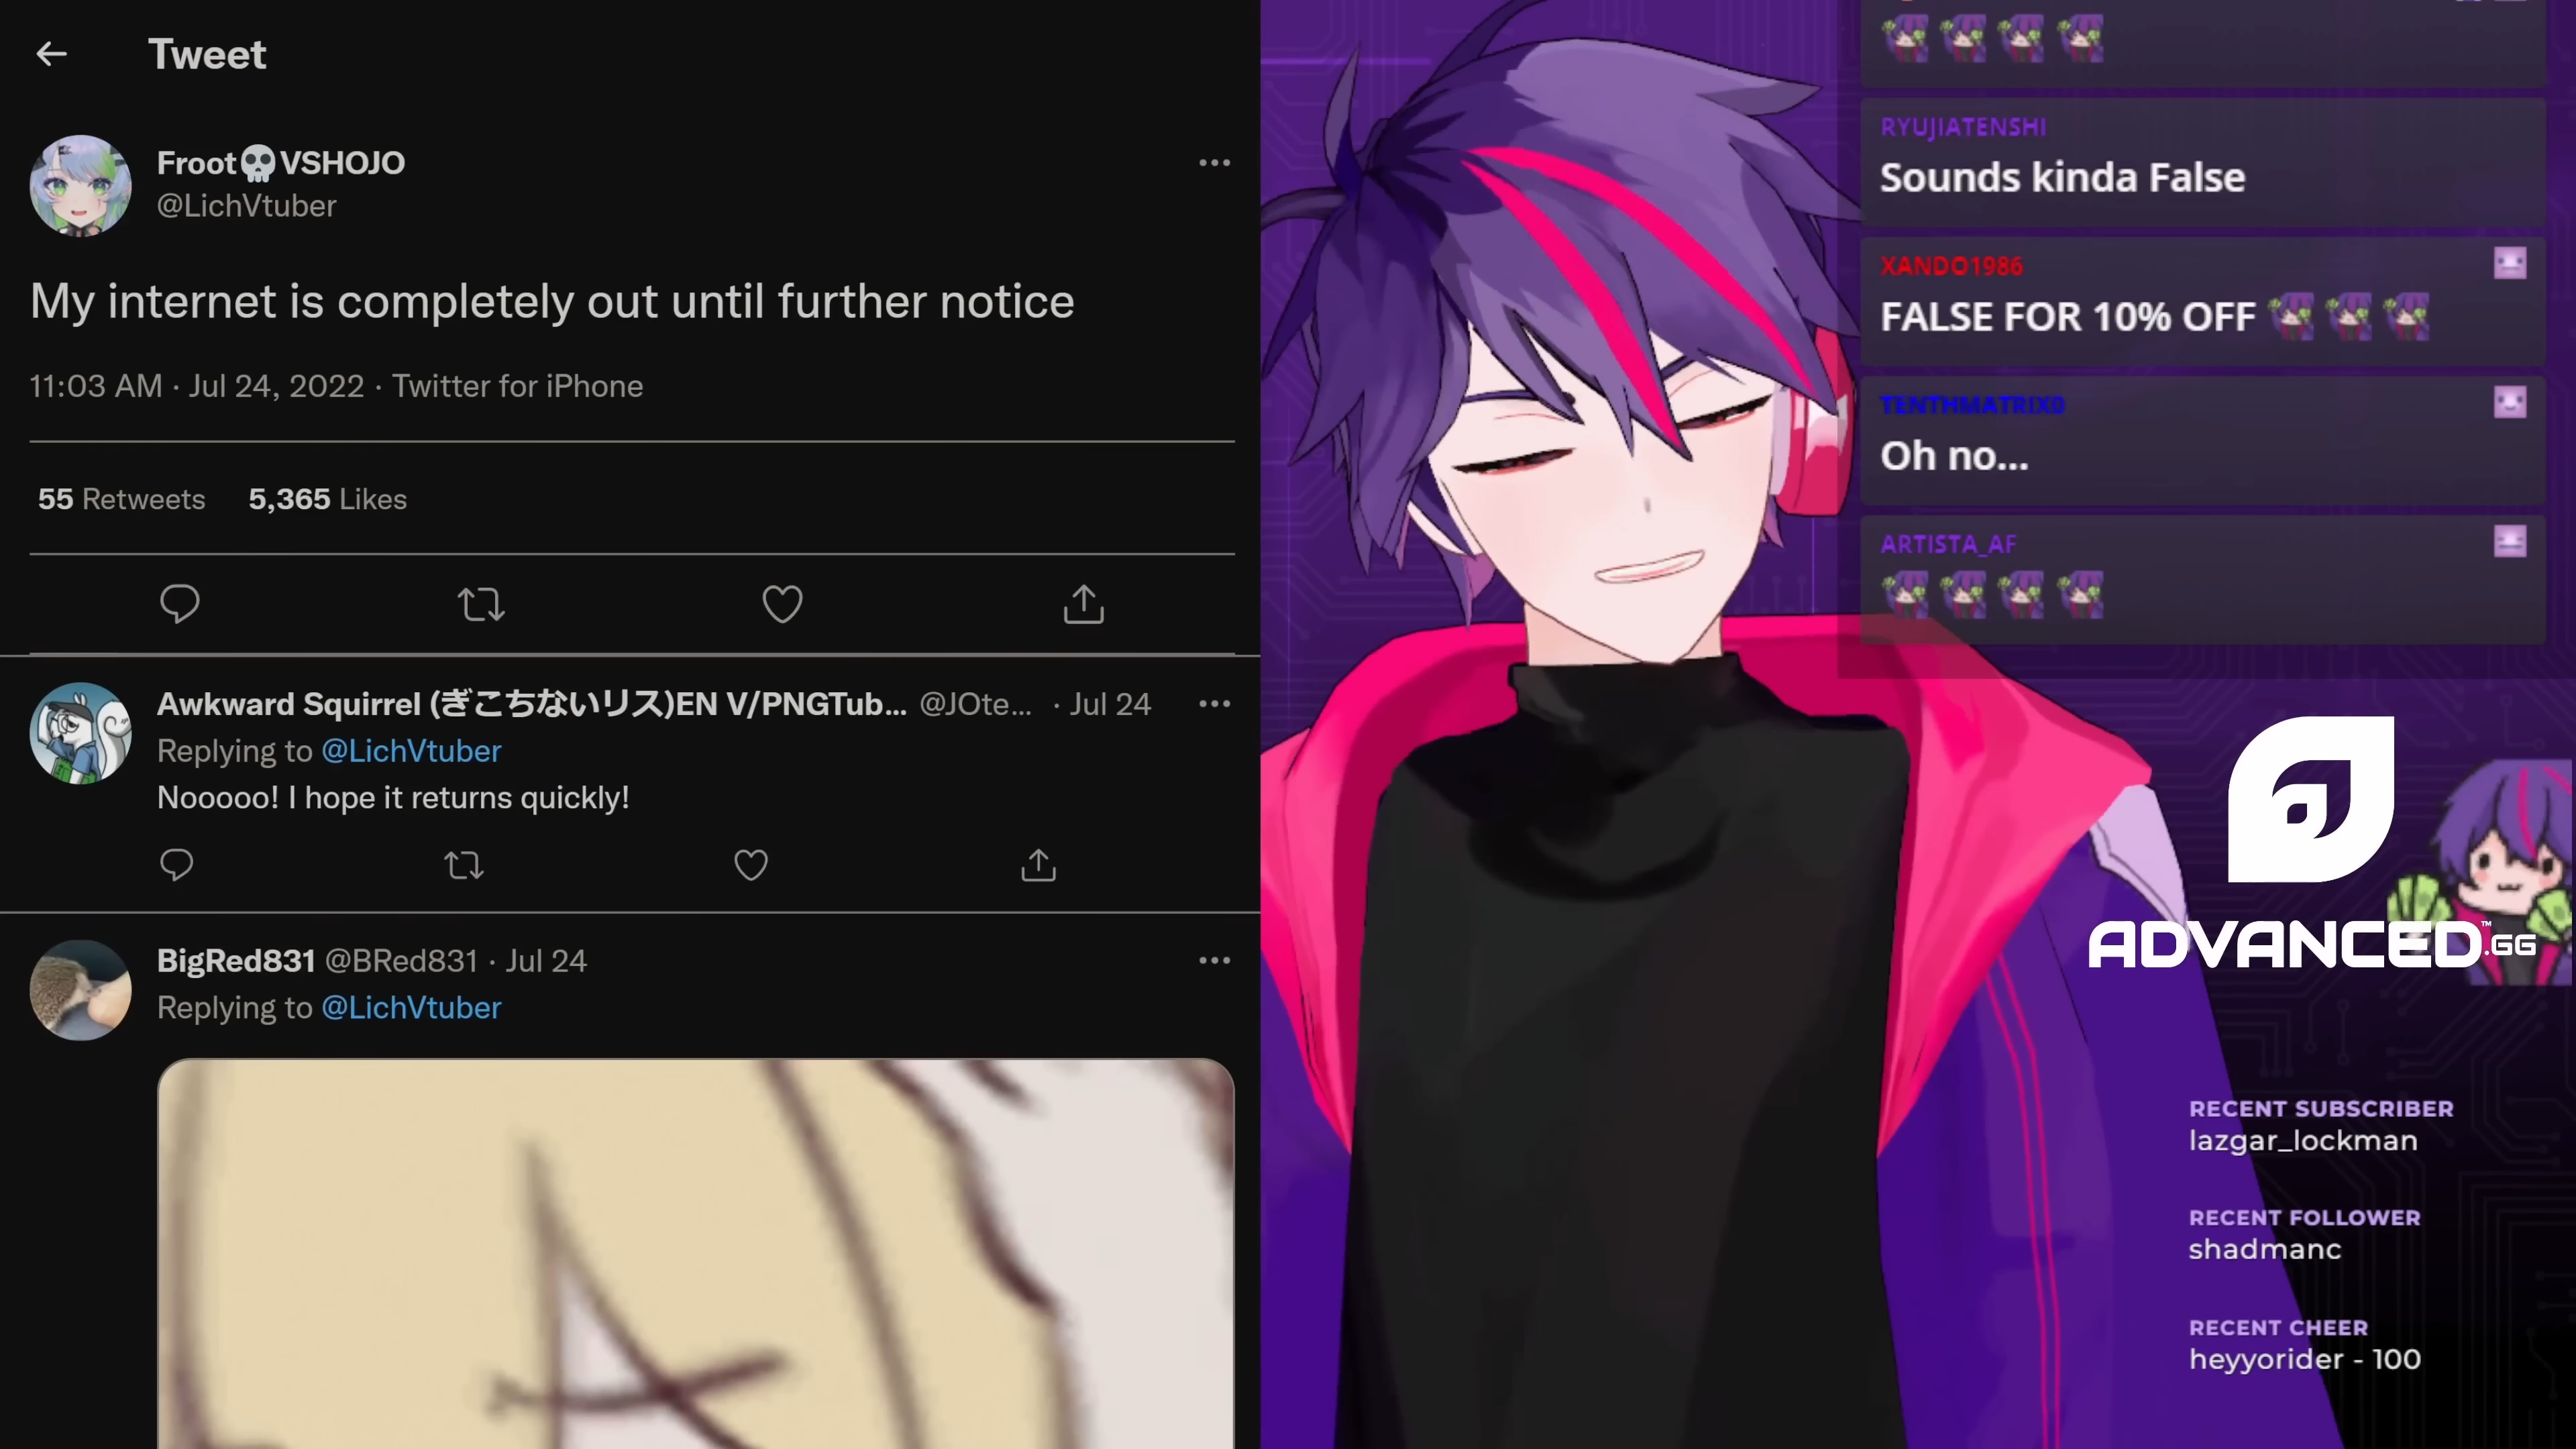 Tweet
Froot💀VSHOJO
@LichVtuber
My internet is completely out until further notice
11:03 AM · Jul 24, 2022 · Twitter for iPhone
55 Retweets 5,365 Likes
Awkward Squirrel (ぎこちないリス)EN V/PNGTub... @JOte... · Jul 24
Replying to @LichVtuber
Nooooo! I hope it returns quickly!
BigRed831 @BRed831 · Jul 24
Replying to @LichVtuber
RYUJIATENSHI
Sounds kinda False
XANDO1986
FALSE FOR 10% OFF
TENTHMATRIX0
Oh no...
ARTISTA_AF
ADVANCED.GG™
RECENT SUBSCRIBER
lazgar_lockman
RECENT FOLLOWER
shadmanc
RECENT CHEER
heyyorider - 100